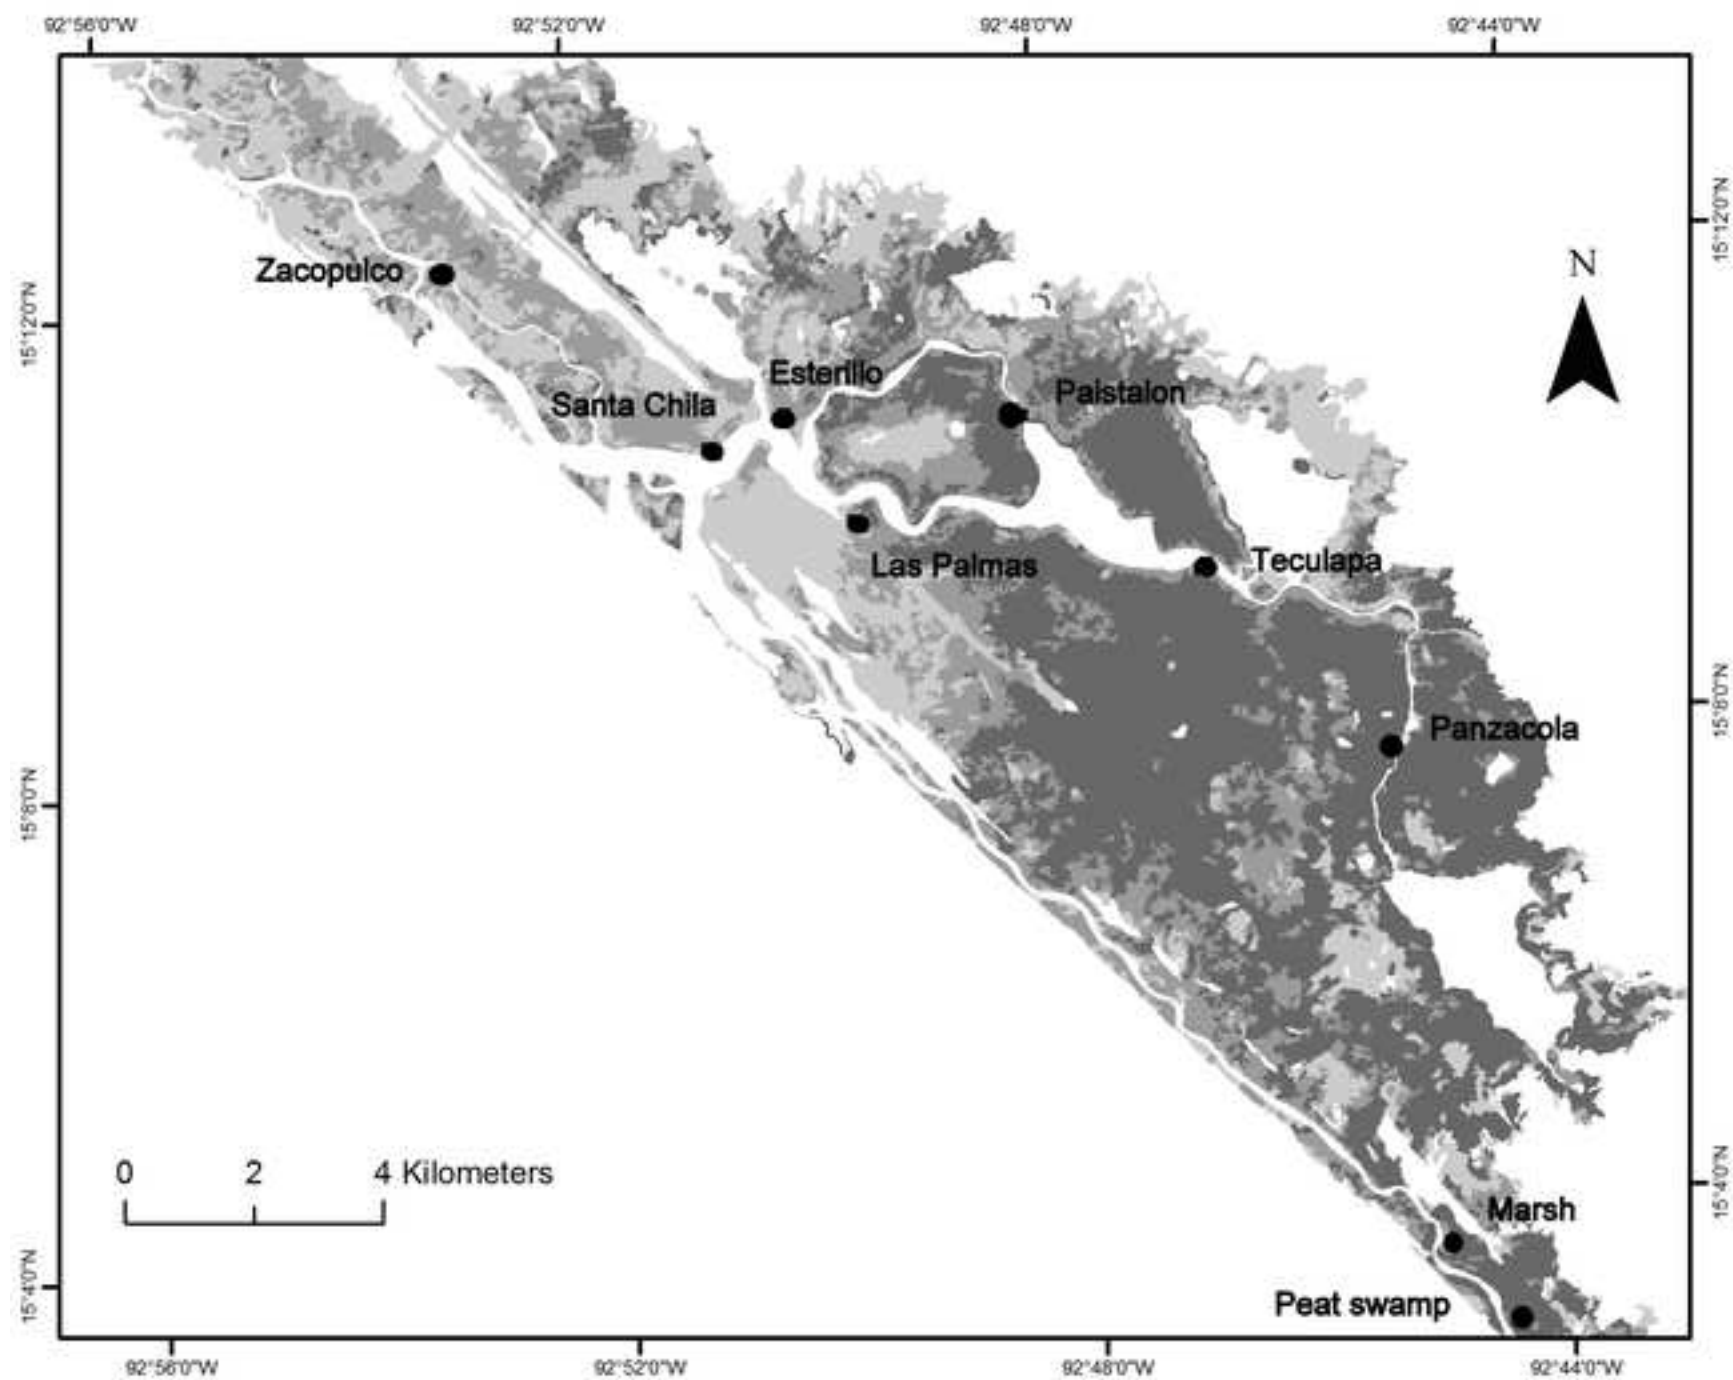 92°56'0"W 92°52'0"W 92°48'0"W 92°44'0"W
15°12'0"N
N
Zacopulco
15°12'0"N
Esterillo
Paistalon
Santa Chila
Teculapa
Las Palmas
15°8'0"N
Panzacola
15°8'0"N
0 2 4 Kilometers
15°4'0"N
Marsh
15°4'0"N
Peat swamp
92°56'0"W 92°52'0"W 92°48'0"W 92°44'0"W